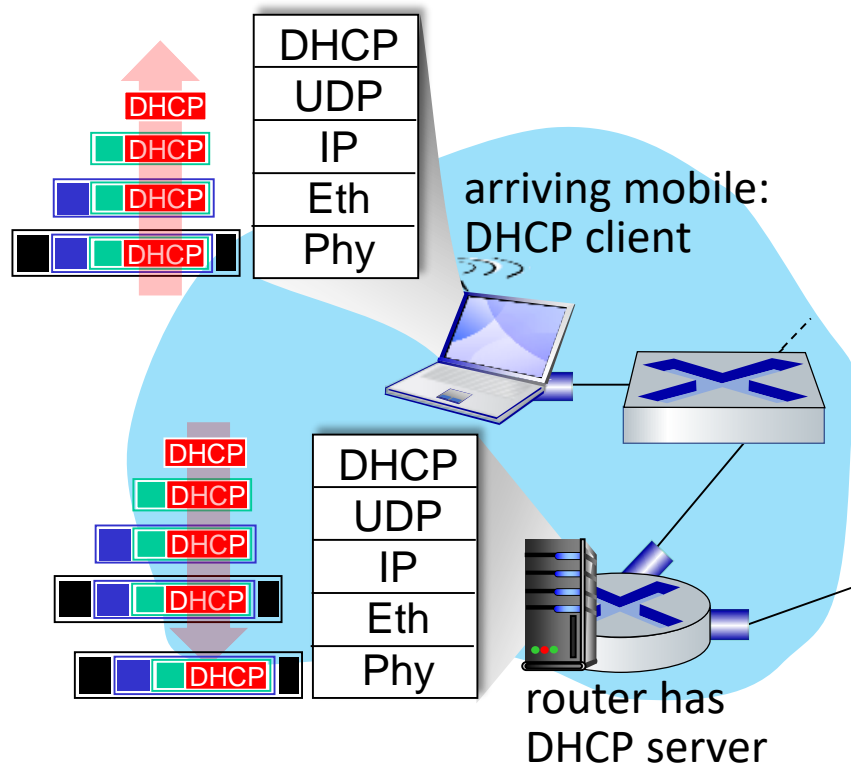 DHCP
UDP
IP
Eth
Phy
DHCP
DHCP
DHCP
DHCP
arriving mobile:
DHCP client
DHCP
UDP
IP
Eth
Phy
DHCP
DHCP
DHCP
DHCP
DHCP
router has
DHCP server